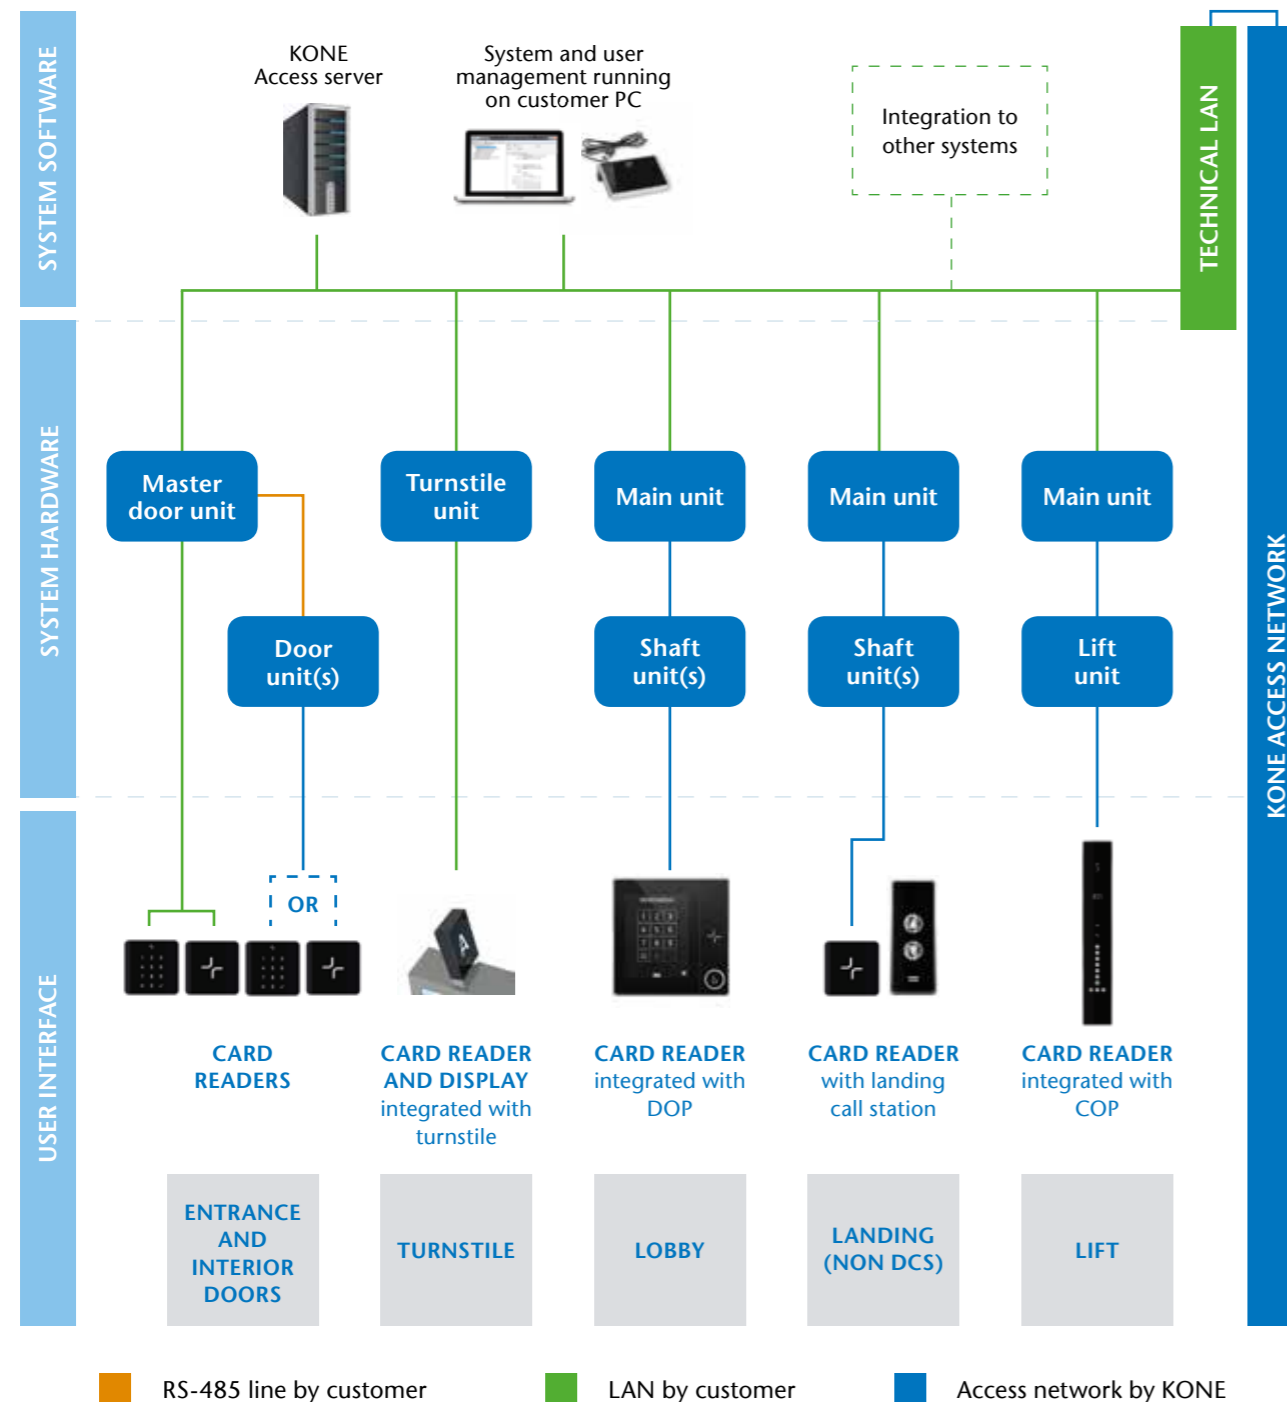 SYSTEM SOFTWARE
KONE
Access server
System and user
management running
on customer PC
Integration to
other systems
TECHNICAL LAN
KONE ACCESS NETWORK
SYSTEM HARDWARE
Master
door unit
Turnstile
unit
Main unit
Main unit
Main unit
Door
unit(s)
Shaft
unit(s)
Shaft
unit(s)
Lift
unit
USER INTERFACE
OR
CARD
READERS
CARD READER
AND DISPLAY
integrated with
turnstile
CARD READER
integrated with
DOP
CARD READER
with landing
call station
CARD READER
integrated with
COP
ENTRANCE
AND
INTERIOR
DOORS
TURNSTILE
LOBBY
LANDING
(NON DCS)
LIFT
RS-485 line by customer
LAN by customer
Access network by KONE